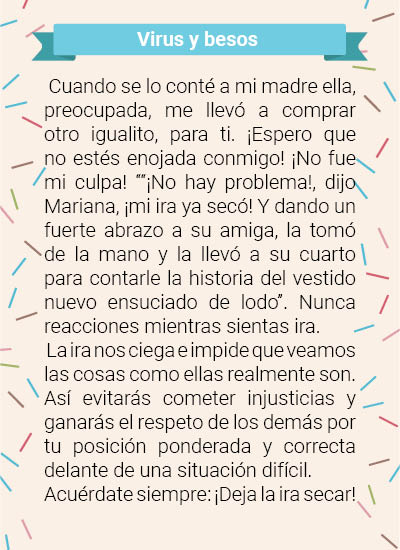 Virus y besos
Cuando se lo conté a mi madre ella,
preocupada, me llevó a comprar
otro igualito, para ti. ¡Espero que
no estés enojada conmigo! ¡No fue
mi culpa! “”¡No hay problema!, dijo
Mariana, ¡mi ira ya secó! Y dando un
fuerte abrazo a su amiga, la tomó
de la mano y la llevó a su cuarto
para contarle la historia del vestido
nuevo ensuciado de lodo”. Nunca
reacciones mientras sientas ira.
La ira nos ciega e impide que veamos
las cosas como ellas realmente son.
Así evitarás cometer injusticias y
ganarás el respeto de los demás por
tu posición ponderada y correcta
delante de una situación difícil.
Acuérdate siempre: ¡Deja la ira secar!